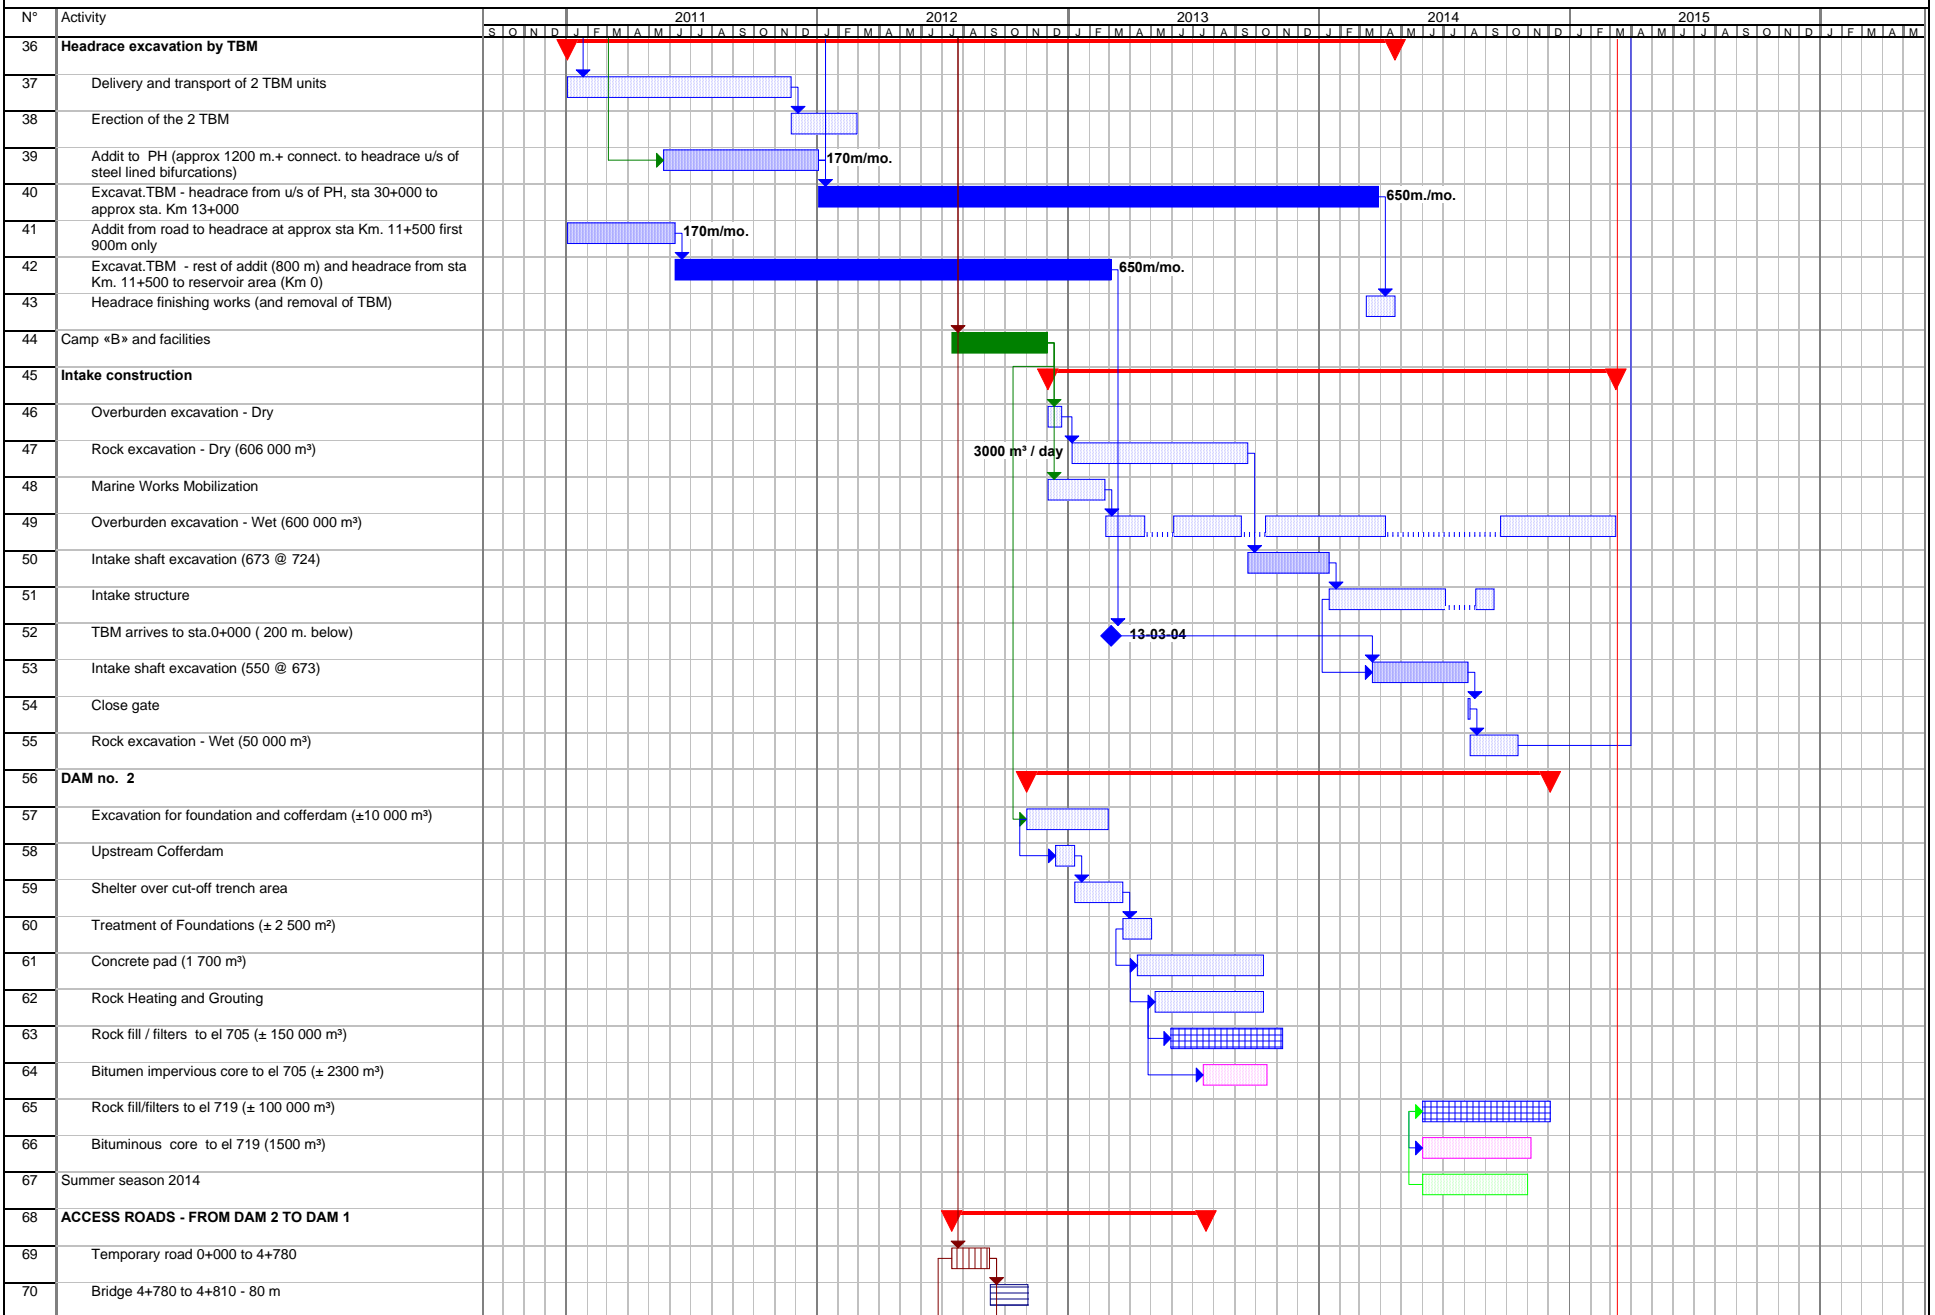 N° Activity 2011 2012 2013 2014 2015
S O N D J F M A M J J A S O N D J F M A M J J A S O N D J F M A M J J A S O N D J F M A M J J A S O N D J F M A M J J A S O N D J F M A M
36 Headrace excavation by TBM
37 Delivery and transport of 2 TBM units
38 Erection of the 2 TBM
39 Addit to PH (approx 1200 m.+ connect. to headrace u/s of
steel lined bifurcations) 170m/mo.
40 Excavat.TBM - headrace from u/s of PH, sta 30+000 to
approx sta. Km 13+000 650m./mo.
41 Addit from road to headrace at approx sta Km. 11+500 first
900m only 170m/mo.
42 Excavat.TBM - rest of addit (800 m) and headrace from sta
Km. 11+500 to reservoir area (Km 0) 650m/mo.
43 Headrace finishing works (and removal of TBM)
44 Camp «B» and facilities
45 Intake construction
46 Overburden excavation - Dry
47 Rock excavation - Dry (606 000 m³) 3000 m³ / day
48 Marine Works Mobilization
49 Overburden excavation - Wet (600 000 m³)
50 Intake shaft excavation (673 @ 724)
51 Intake structure
52 TBM arrives to sta.0+000 ( 200 m. below) 13-03-04
53 Intake shaft excavation (550 @ 673)
54 Close gate
55 Rock excavation - Wet (50 000 m³)
56 DAM no. 2
57 Excavation for foundation and cofferdam (±10 000 m³)
58 Upstream Cofferdam
59 Shelter over cut-off trench area
60 Treatment of Foundations (± 2 500 m²)
61 Concrete pad (1 700 m³)
62 Rock Heating and Grouting
63 Rock fill / filters to el 705 (± 150 000 m³)
64 Bitumen impervious core to el 705 (± 2300 m³)
65 Rock fill/filters to el 719 (± 100 000 m³)
66 Bituminous core to el 719 (1500 m³)
67 Summer season 2014
68 ACCESS ROADS - FROM DAM 2 TO DAM 1
69 Temporary road 0+000 to 4+780
70 Bridge 4+780 to 4+810 - 80 m